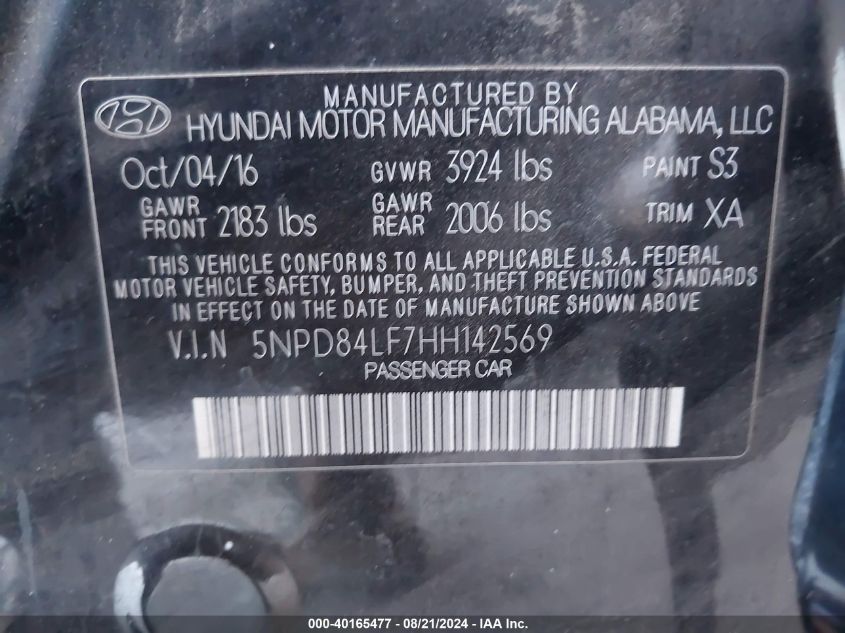 MANUFACTURED BY
HYUNDAI MOTOR MANUFACTURING ALABAMA, LLC
Oct/04/16 GVWR 3924 lbs PAINT S3
GAWR FRONT 2183 lbs GAWR REAR 2006 lbs TRIM XA
THIS VEHICLE CONFORMS TO ALL APPLICABLE U.S.A. FEDERAL
MOTOR VEHICLE SAFETY, BUMPER, AND THEFT PREVENTION STANDARDS
IN EFFECT ON THE DATE OF MANUFACTURE SHOWN ABOVE
V.I.N 5NPD84LF7HH142569
PASSENGER CAR
000-40165477 - 08/21/2024 - IAA Inc.